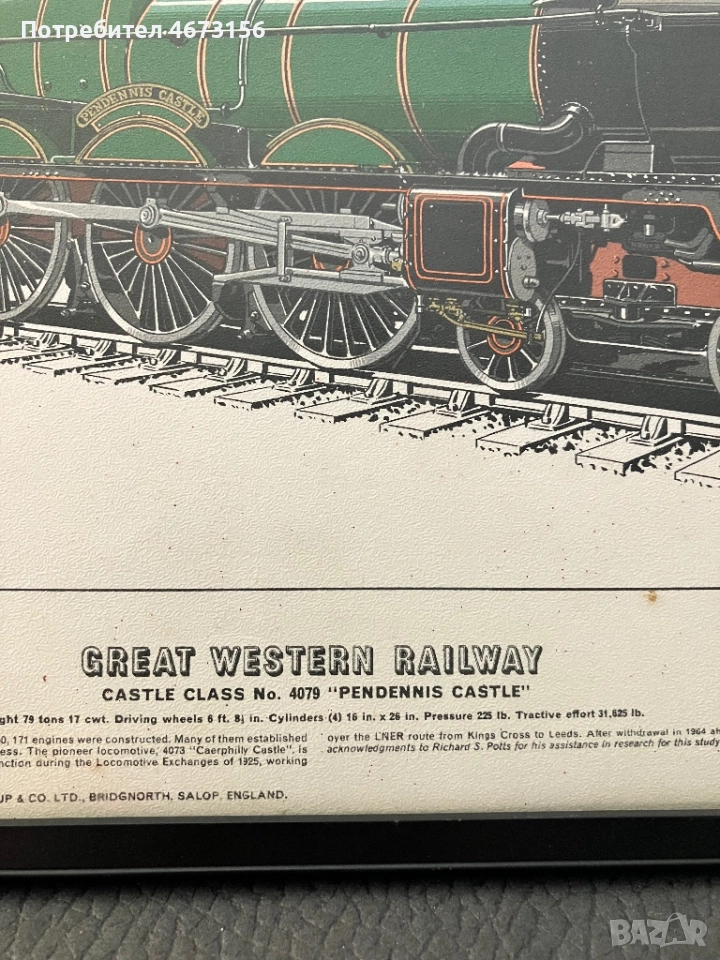 Потребител 4673156
PENDENNIS CASTLE
GREAT WESTERN RAILWAY
CASTLE CLASS No. 4079 "PENDENNIS CASTLE"
ght 79 tons 17 cwt. Driving wheels 6 ft. 8½ in. Cylinders (4) 16 in. x 26 in. Pressure 225 lb. Tractive effort 31,625 lb.
0, 171 engines were constructed. Many of them established
ess. The pioneer locomotive, 4073 "Caerphilly Castle", is
nction during the Locomotive Exchanges of 1925, working
over the LNER route from Kings Cross to Leeds. After withdrawal in 1964 ah
acknowledgments to Richard S. Potts for his assistance in research for this study
UP & CO. LTD., BRIDGNORTH, SALOP, ENGLAND.
BAZAR